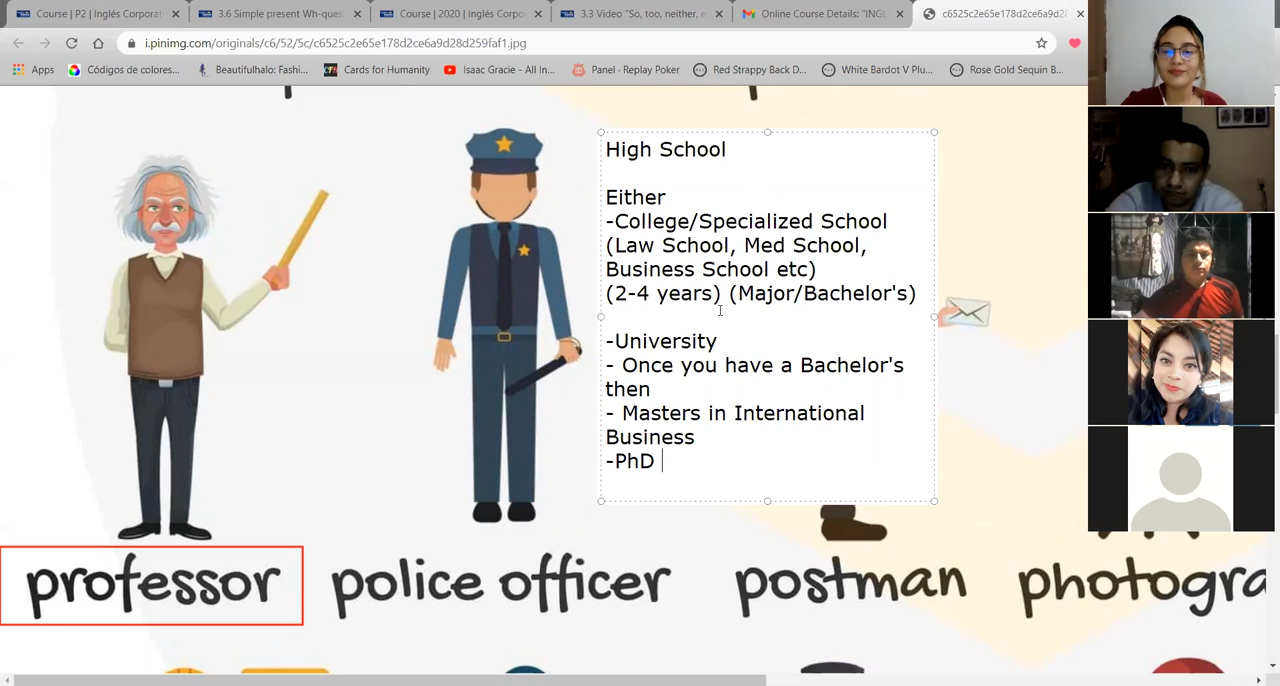 Course | P2 | Inglés Corporat
3.6 Simple present Wh-ques
Course | 2020 | Inglés Corpo
3.3 Video "So, too, neither, e
Online Course Details: "INGL
c6525c2e65e178d2ce6a9d28d2
i.pinimg.com/originals/c6/52/5c/c6525c2e65e178d2ce6a9d28d259faf1.jpg
Apps
Códigos de colores...
Beautifulhalo: Fashi...
Cards for Humanity
Isaac Gracie - All In...
Panel · Replay Poker
Red Strappy Back D...
White Bardot V Plu...
Rose Gold Sequin B...
High School
Either
-College/Specialized School
(Law School, Med School,
Business School etc)
(2-4 years) (Major/Bachelor's)
-University
- Once you have a Bachelor's
then
- Masters in International
Business
-PhD
professor
police officer
postman
photogra